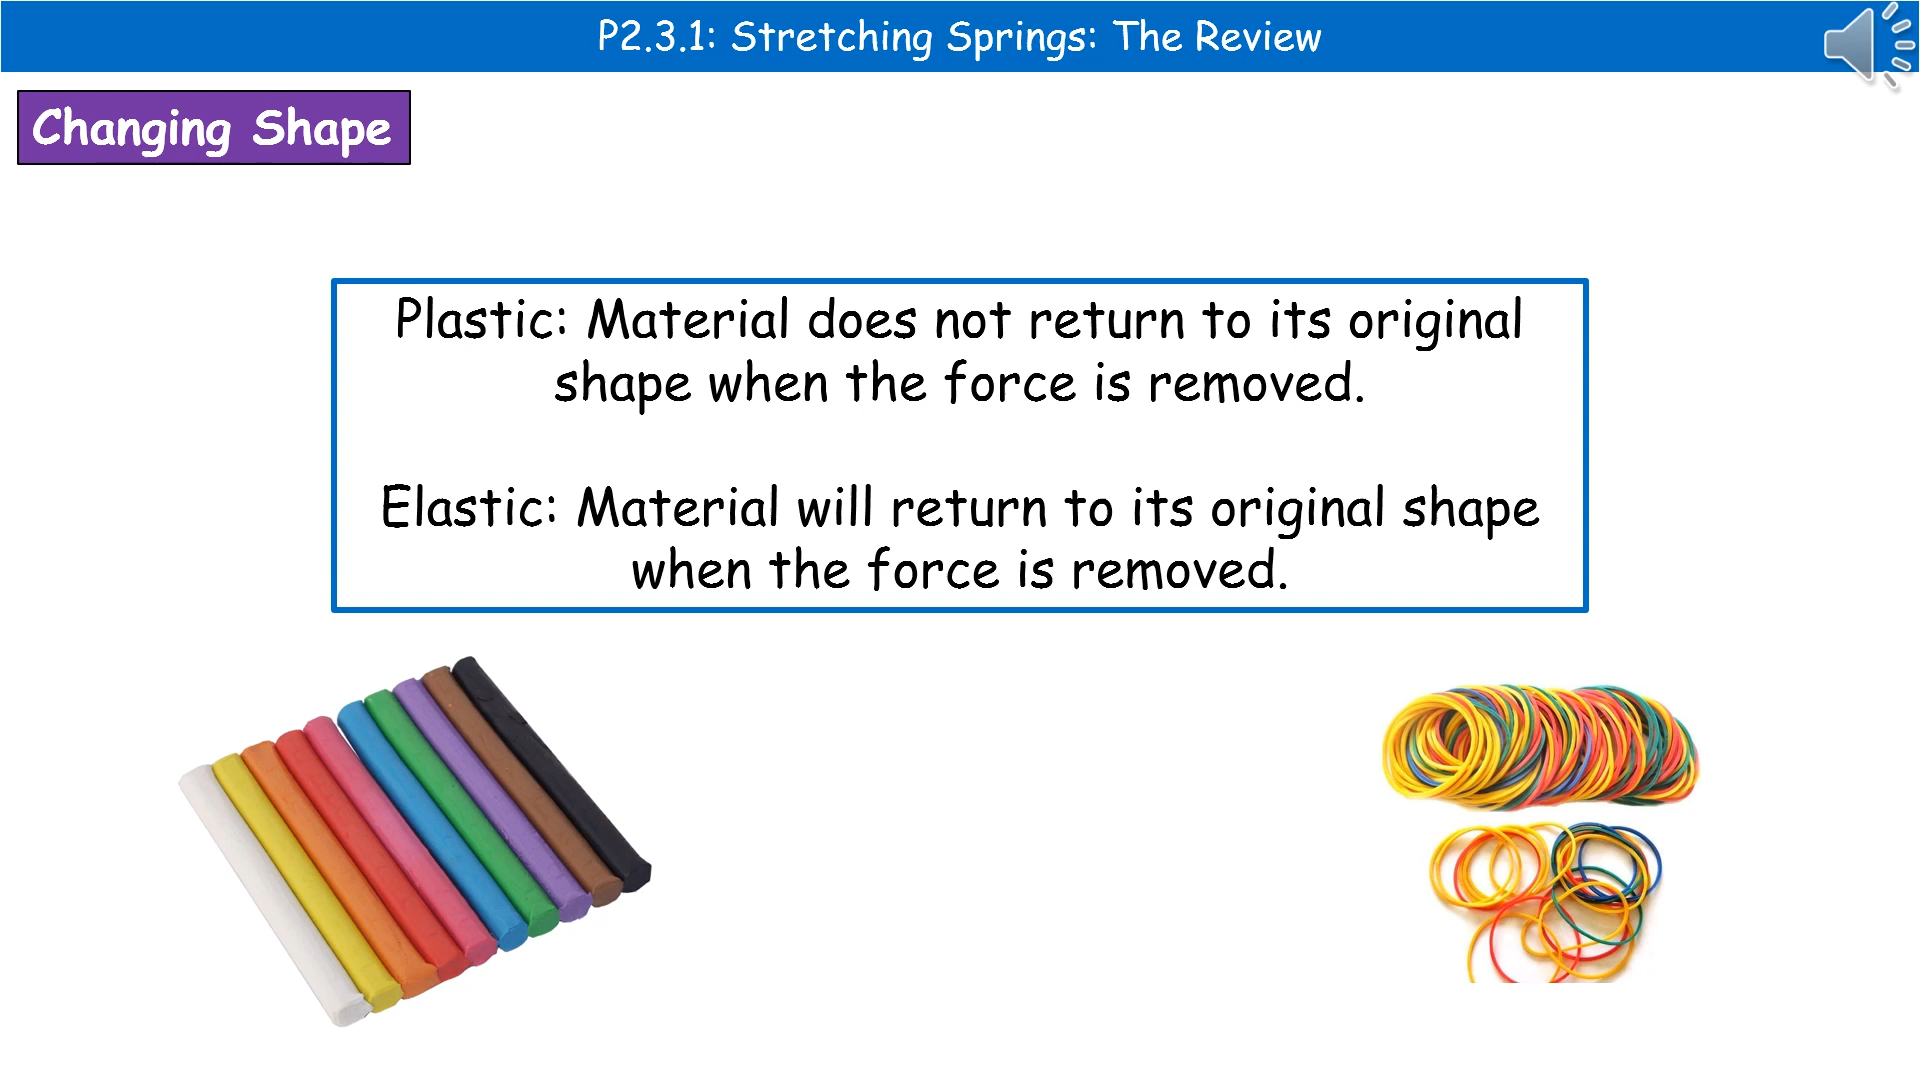 P2.3.1: Stretching Springs: The Review
Changing Shape
Plastic: Material does not return to its original
shape when the force is removed.
Elastic: Material will return to its original shape
when the force is removed.